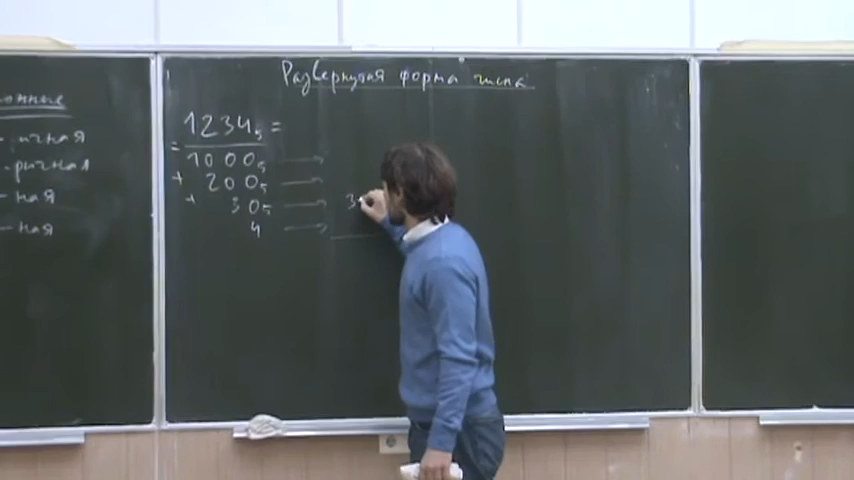 Развернутая форма числа
1234₅ =
= 1000₅
+ 200₅
+ 30₅
4
3
-ичная
-ричная
-ная
-ная